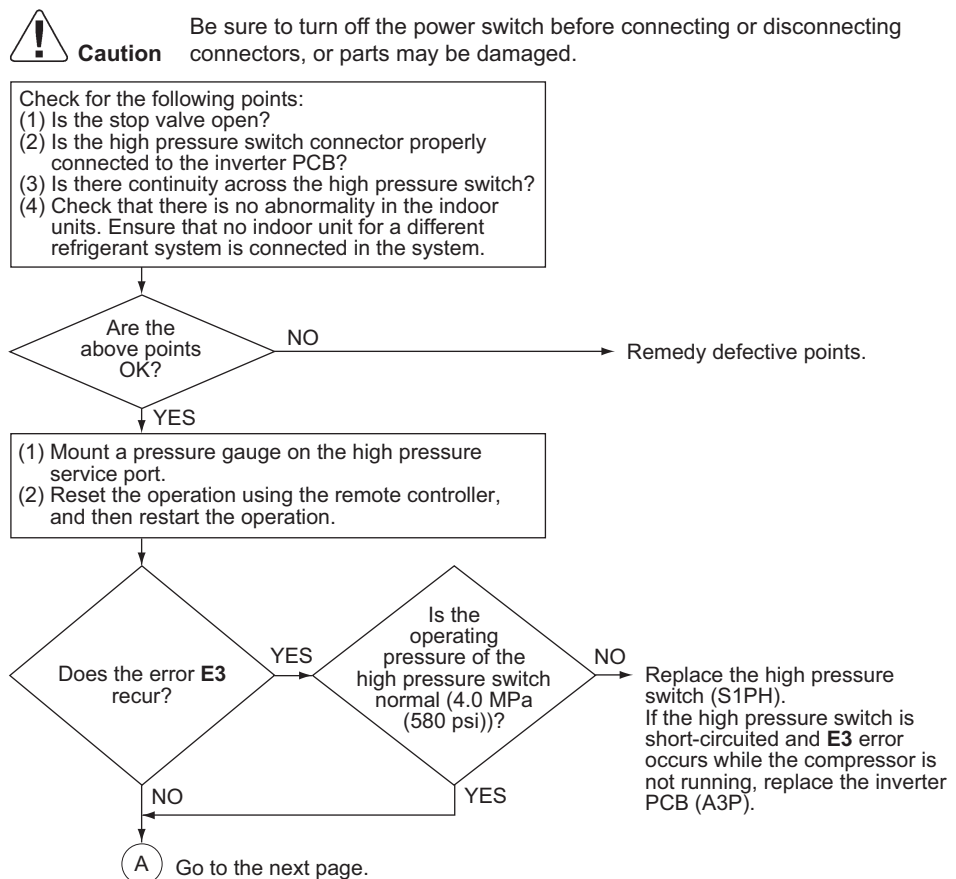 Be sure to turn off the power switch before connecting or disconnecting
Caution connectors, or parts may be damaged.
Check for the following points:
(1) Is the stop valve open?
(2) Is the high pressure switch connector properly
connected to the inverter PCB?
(3) Is there continuity across the high pressure switch?
(4) Check that there is no abnormality in the indoor
units. Ensure that no indoor unit for a different
refrigerant system is connected in the system.
Are the
above points
OK?
NO
Remedy defective points.
YES
(1) Mount a pressure gauge on the high pressure
service port.
(2) Reset the operation using the remote controller,
and then restart the operation.
Does the error E3
recur?
YES
Is the
operating
pressure of the
high pressure switch
normal (4.0 MPa
(580 psi))?
NO
Replace the high pressure
switch (S1PH).
If the high pressure switch is
short-circuited and E3 error
occurs while the compressor is
not running, replace the inverter
PCB (A3P).
NO
YES
A Go to the next page.